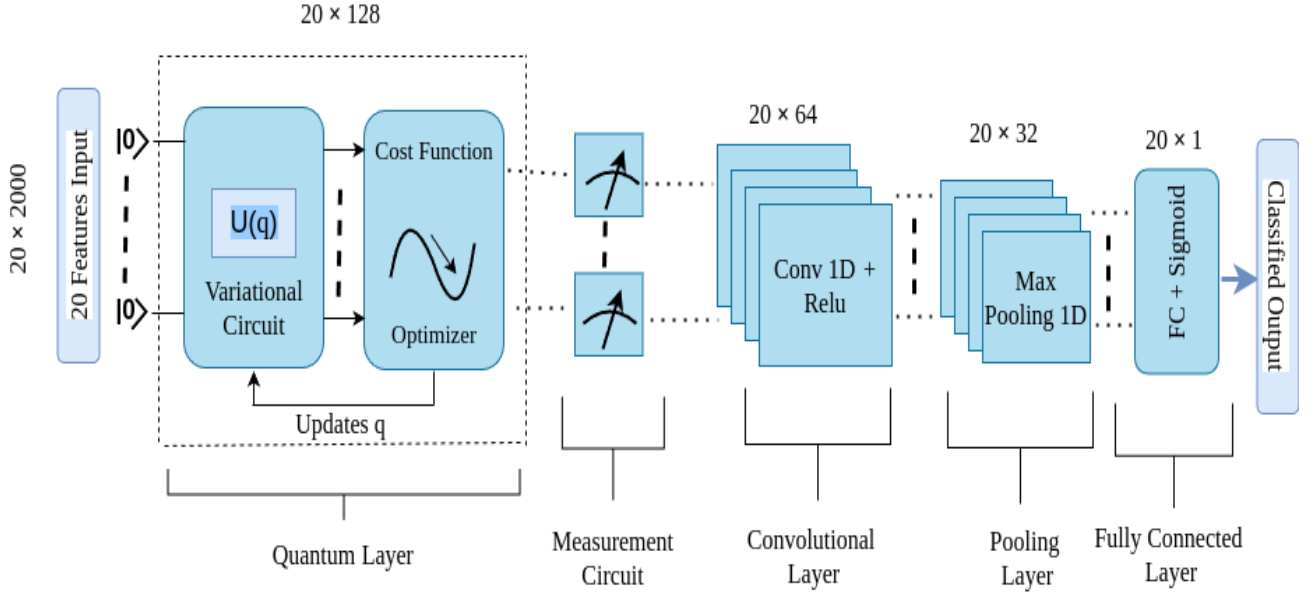 20 × 128
20 × 2000
20 Features Input
|0⟩
|0⟩
U(q)
Variational
Circuit
Cost Function
Optimizer
Updates q
20 × 64
Conv 1D +
Relu
20 × 32
Max
Pooling 1D
20 × 1
FC + Sigmoid
Classified Output
Quantum Layer
Measurement
Circuit
Convolutional
Layer
Pooling
Layer
Fully Connected
Layer